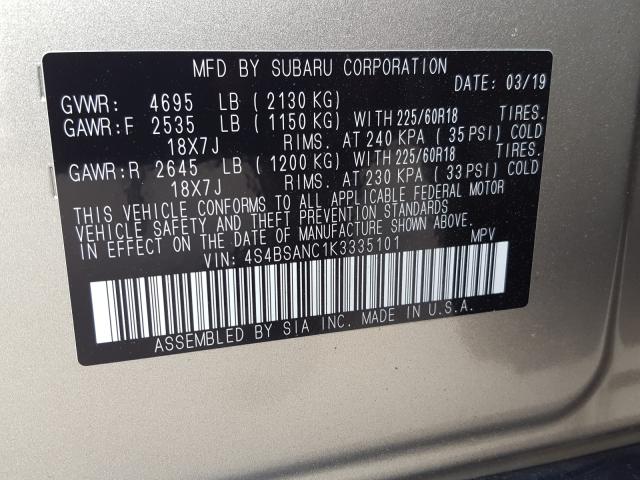 MFD BY SUBARU CORPORATION
DATE: 03/19
GVWR: 4695 LB (2130 KG)
GAWR:F 2535 LB (1150 KG) WITH 225/60R18 TIRES.
18X7J RIMS. AT 240 KPA (35 PSI) COLD
GAWR:R 2645 LB (1200 KG) WITH 225/60R18 TIRES.
18X7J RIMS. AT 230 KPA (33 PSI) COLD
THIS VEHICLE CONFORMS TO ALL APPLICABLE FEDERAL MOTOR
VEHICLE SAFETY AND THEFT PREVENTION STANDARDS
IN EFFECT ON THE DATE OF MANUFACTURE SHOWN ABOVE.
VIN: 4S4BSANC1K3335101 MPV
ASSEMBLED BY SIA INC. MADE IN U.S.A.